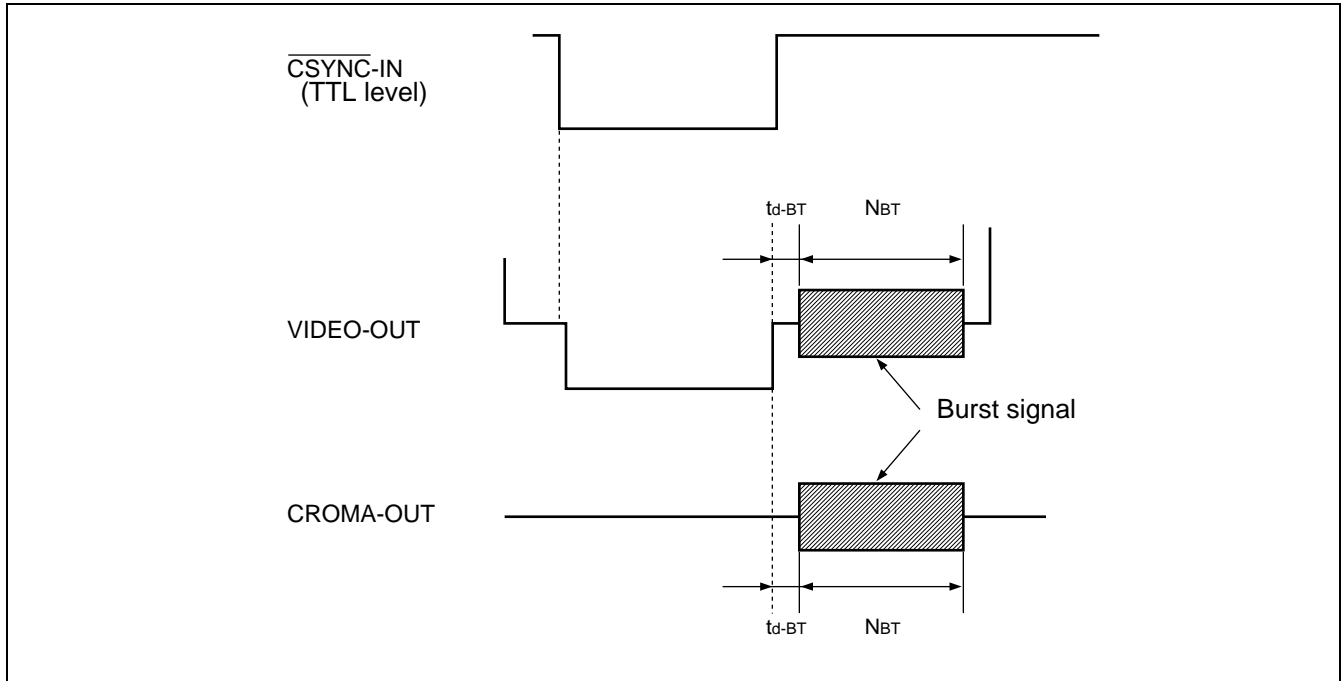 CSYNC-IN
(TTL level)
td-BT NBT
VIDEO-OUT
Burst signal
CROMA-OUT
td-BT NBT